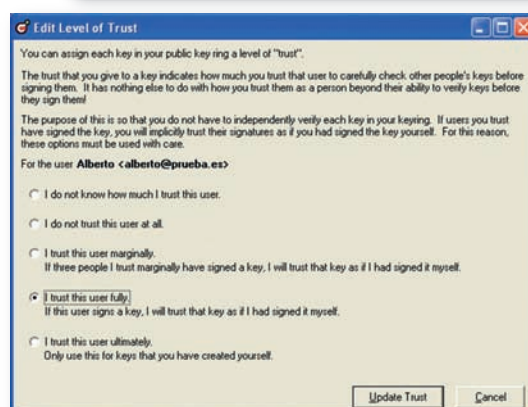 Edit Level of Trust
You can assign each key in your public key ring a level of "trust".
The trust that you give to a key indicates how much you trust that user to carefully check other people's keys before
signing them. It has nothing else to do with how you trust them as a person beyond their ability to verify keys before
they sign them!
The purpose of this is so that you do not have to independently verify each key in your keyring. If users you trust
have signed the key, you will implicitly trust their signatures as if you had signed the key yourself. For this reason,
these options must be used with care.
For the user Alberto <alberto@prueba.es>
I do not know how much I trust this user.
I do not trust this user at all.
I trust this user marginally.
If three people I trust marginally have signed a key, I will trust that key as if I had signed it myself.
I trust this user fully.
If this user signs a key, I will trust that key as if I had signed it myself.
I trust this user ultimately.
Only use this for keys that you have created yourself.
Update Trust Cancel